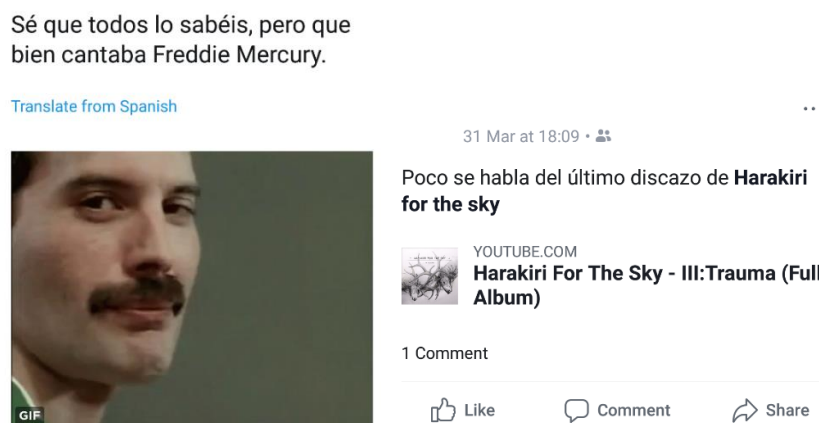 Sé que todos lo sabéis, pero que
bien cantaba Freddie Mercury.
Translate from Spanish
GIF
31 Mar at 18:09
Poco se habla del último discazo de Harakiri
for the sky
YOUTUBE.COM
Harakiri For The Sky - III:Trauma (Full
Album)
1 Comment
Like Comment Share